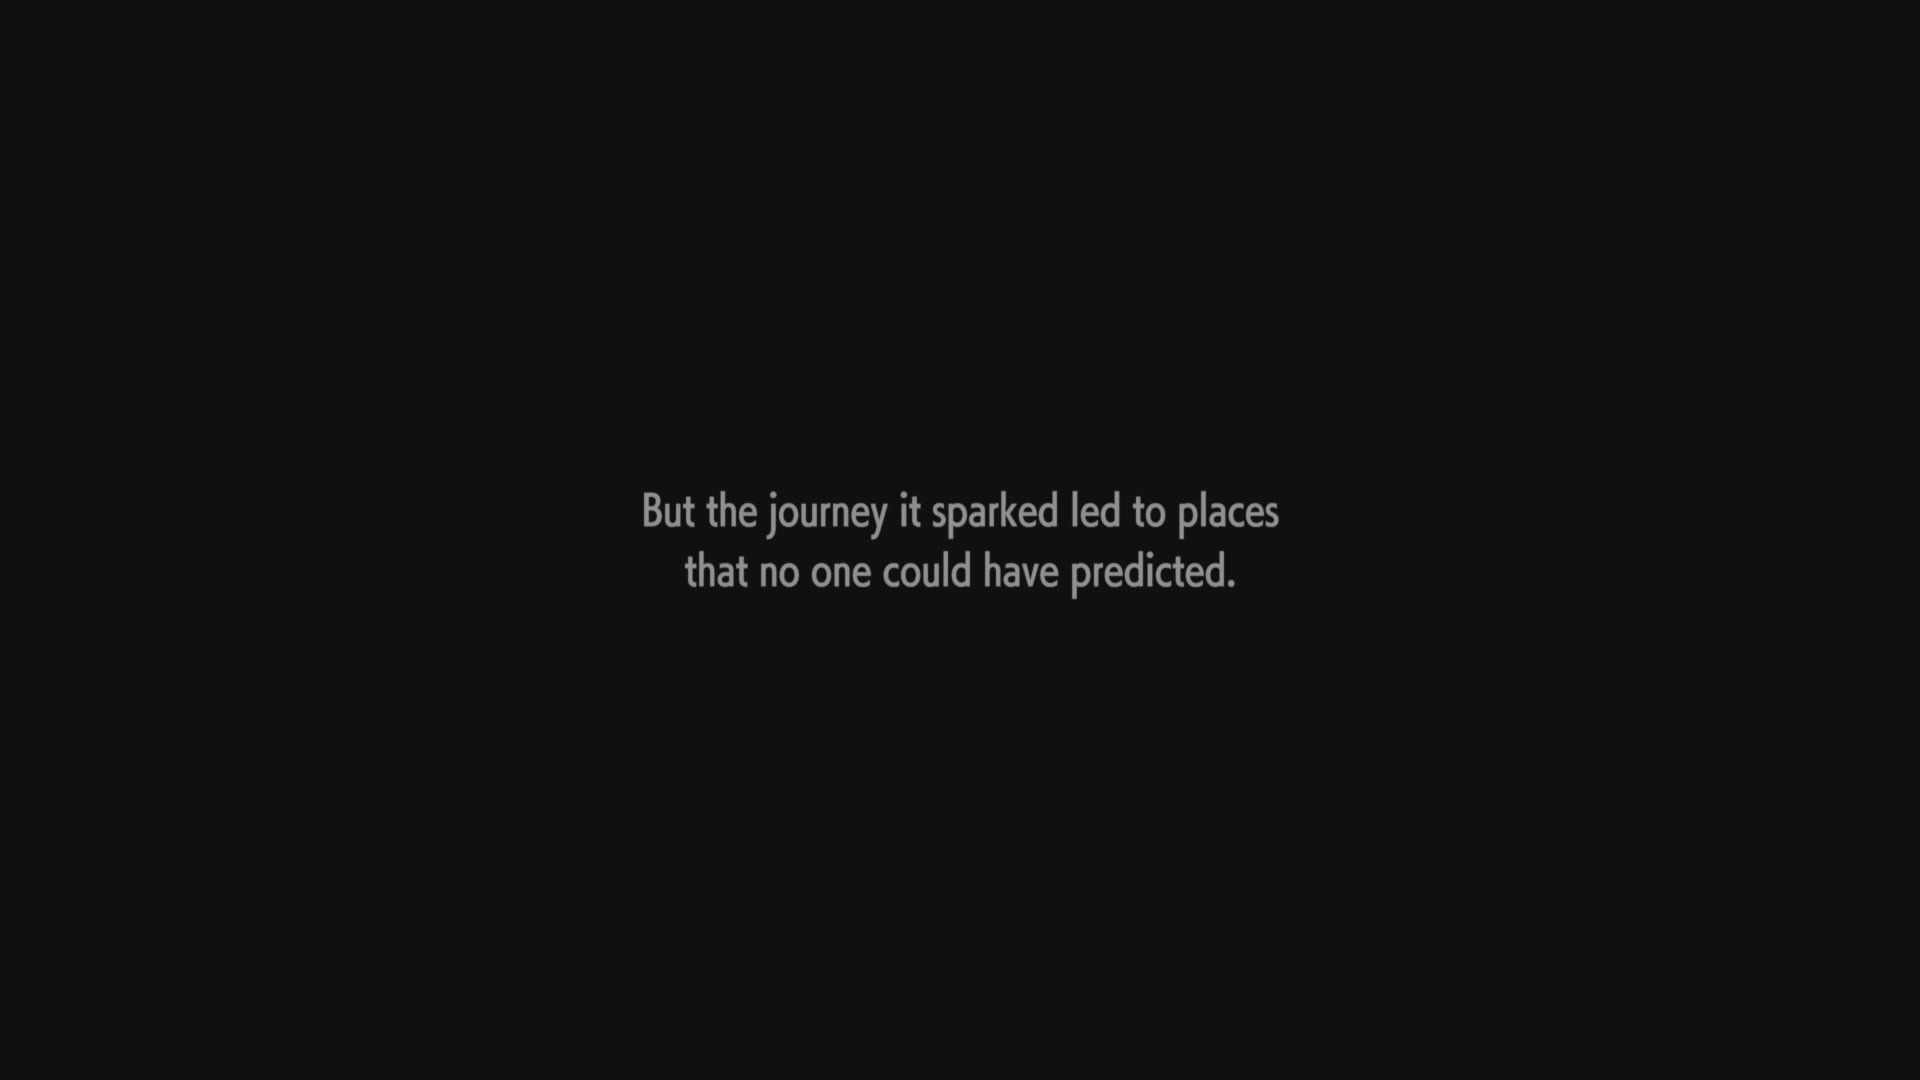 But the journey it sparked led to places
that no one could have predicted.